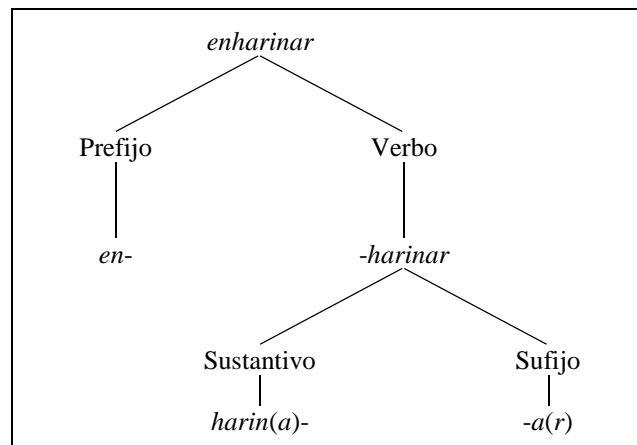 enharinar
Prefijo Verbo
en- -harinar
Sustantivo Sufijo
harin(a)- -a(r)